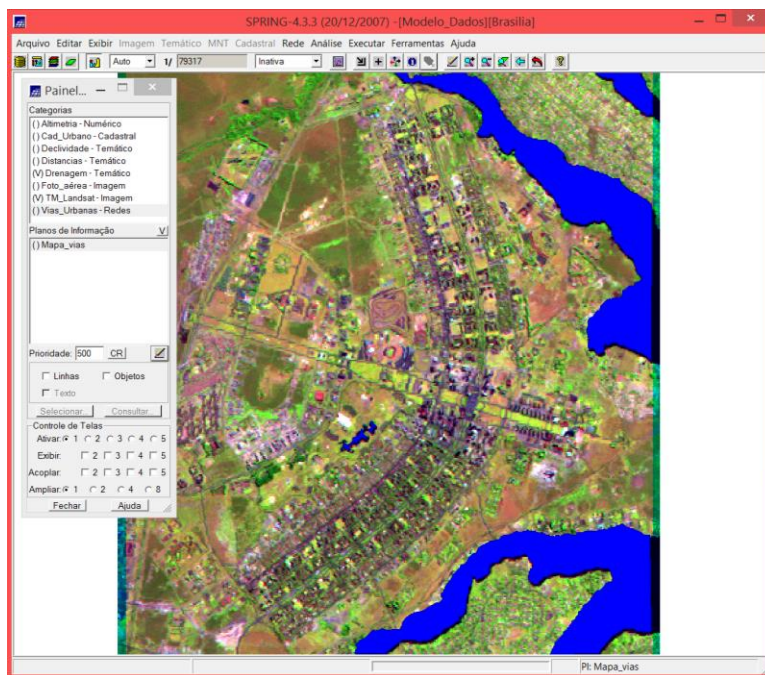 SPRING-4.3.3 (20/12/2007) -[Modelo_Dados][Brasilia]
Arquivo Editar Exibir Imagem Temático MNT Cadastral Rede Análise Executar Ferramentas Ajuda
Auto 1/ 79317 Inativa
Painel...
Categorias
() Altimetria - Numérico
() Cad_Urbano - Cadastral
() Declividade - Temático
() Distancias - Temático
(V) Drenagem - Temático
() Foto_aérea - Imagem
(V) TM_Landsat - Imagem
() Vias_Urbanas - Redes
Planos de Informação V
() Mapa_vias
Prioridade: 500 CR
Linhas Objetos
Texto
Selecionar... Consultar...
Controle de Telas
Ativar: 1 2 3 4 5
Exibir: 2 3 4 5
Acoplar: 2 3 4 5
Ampliar: 1 2 4 8
Fechar Ajuda
PI: Mapa_vias